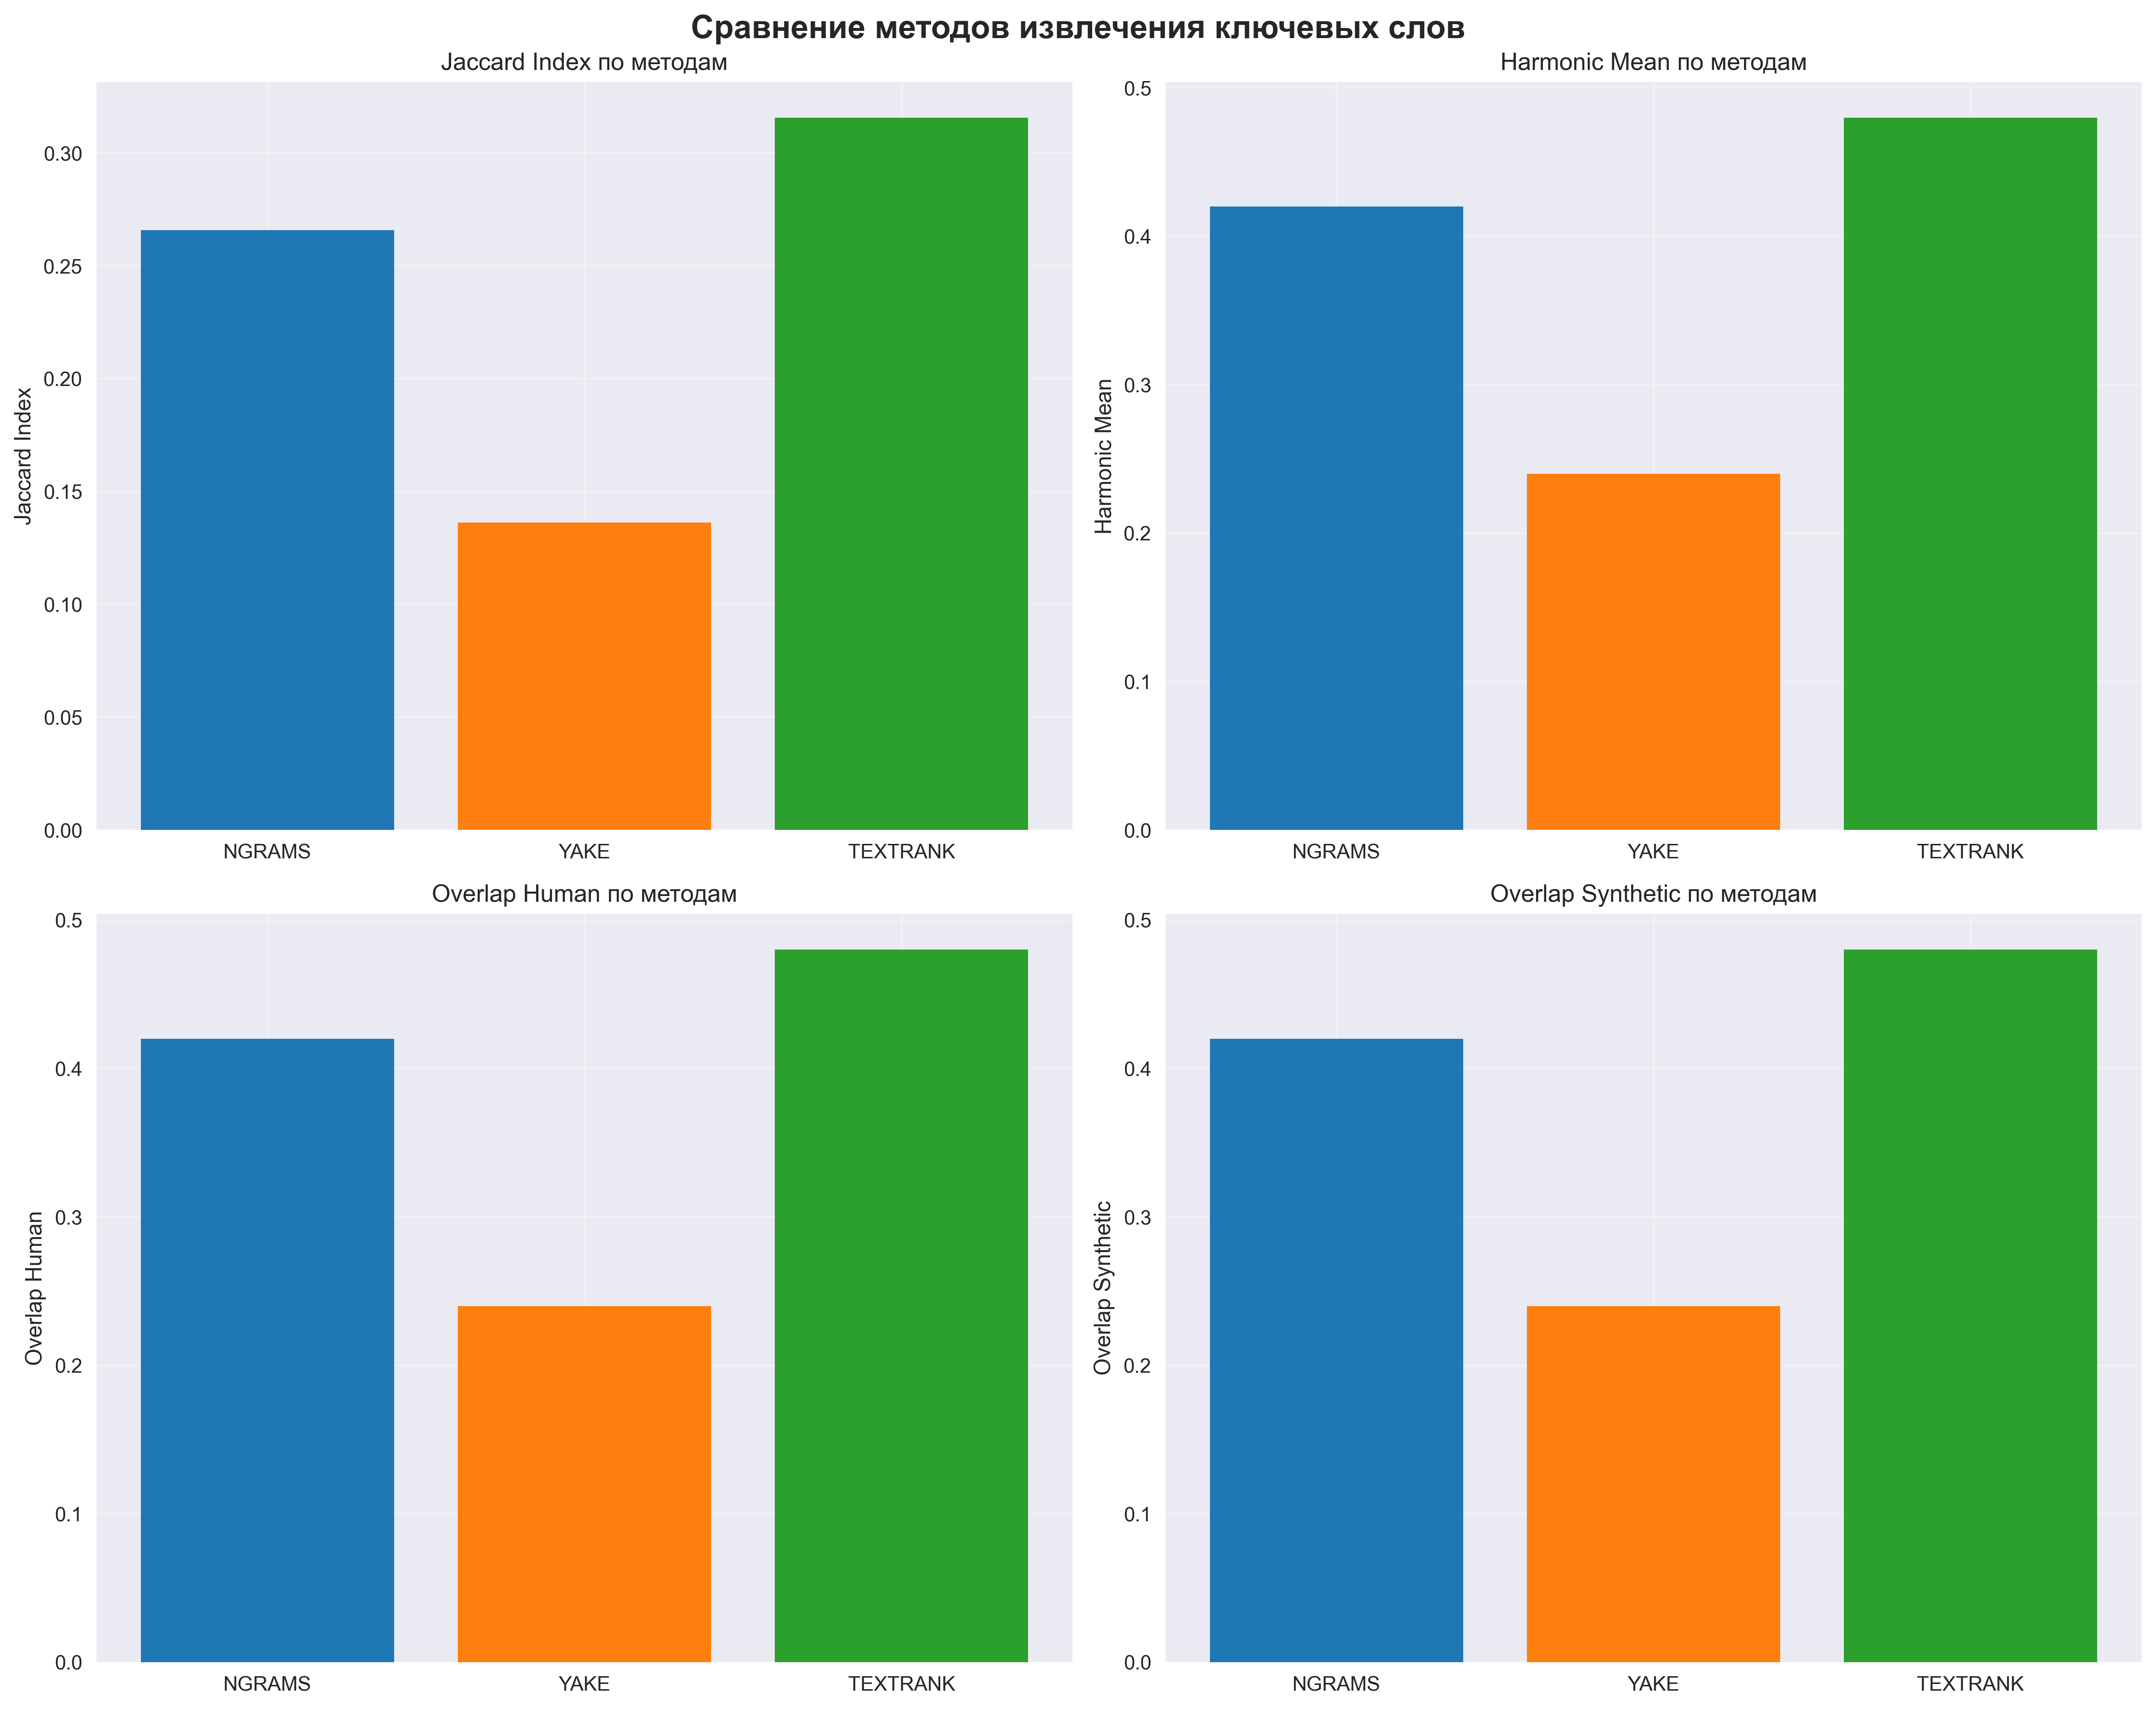 Сравнение методов извлечения ключевых слов
Jaccard Index по методам
Jaccard Index
0.30
0.25
0.20
0.15
0.10
0.05
0.00
NGRAMS YAKE TEXTRANK
Harmonic Mean по методам
Harmonic Mean
0.5
0.4
0.3
0.2
0.1
0.0
NGRAMS YAKE TEXTRANK
Overlap Human по методам
Overlap Human
0.5
0.4
0.3
0.2
0.1
0.0
NGRAMS YAKE TEXTRANK
Overlap Synthetic по методам
Overlap Synthetic
0.5
0.4
0.3
0.2
0.1
0.0
NGRAMS YAKE TEXTRANK